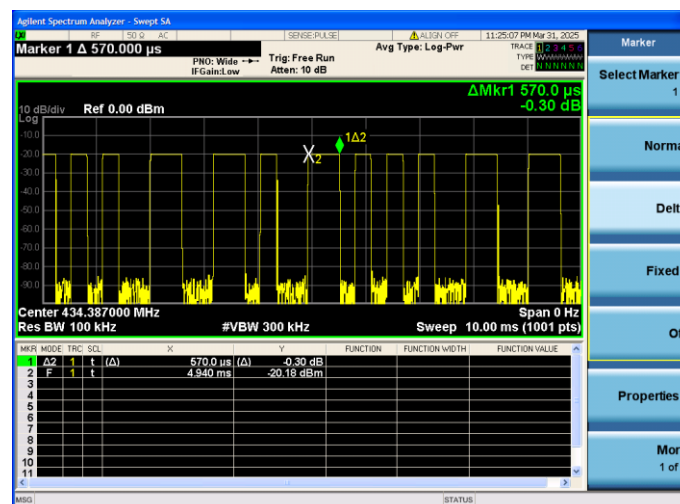 Agilent Spectrum Analyzer - Swept SA
RF 50 Ω AC SENSE:PULSE ALIGN OFF 11:25:07 PM Mar 31, 2025
Marker 1 Δ 570.000 µs
PNO: Wide
IFGain:Low
Trig: Free Run
Atten: 10 dB
Avg Type: Log-Pwr
TRACE 1 2 3 4 5 6
TYPE
DET N N N N N N
ΔMkr1 570.0 µs
-0.30 dB
10 dB/div Ref 0.00 dBm
Log
-10.0
-20.0
-30.0
-40.0
-50.0
-60.0
-70.0
-80.0
-90.0
X2
1Δ2
Center 434.387000 MHz Span 0 Hz
Res BW 100 kHz #VBW 300 kHz Sweep 10.00 ms (1001 pts)
MKR MODE TRC SCL X Y FUNCTION FUNCTION WIDTH FUNCTION VALUE
1 Δ2 1 t (Δ) 570.0 µs (Δ) -0.30 dB
2 F 1 t 4.940 ms -20.18 dBm
3
4
5
6
7
8
9
10
11
MSG STATUS
Marker
Select Marker
1
Norma
Delt
Fixed
Of
Properties
Mor
1 of